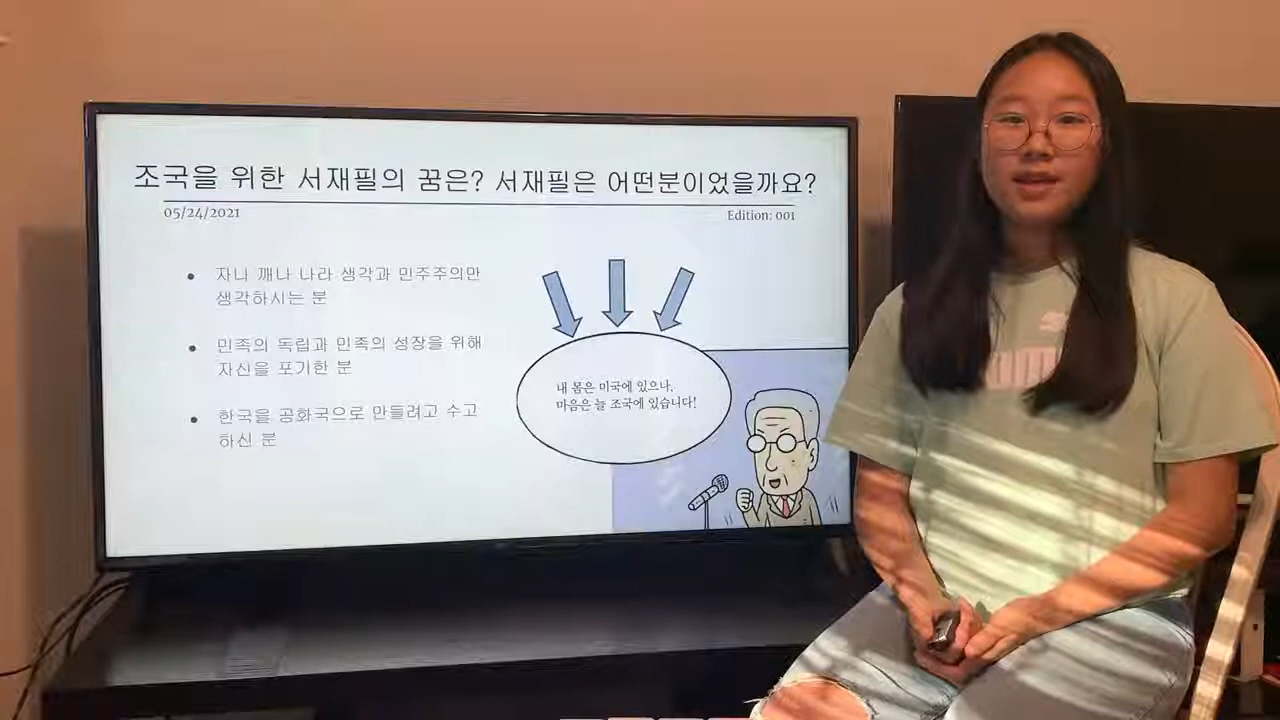 조국을 위한 서재필의 꿈은? 서재필은 어떤분이었을까요?
05/24/2021
Edition: 001
자나 깨나 나라 생각과 민주주의만
생각하시는 분
민족의 독립과 민족의 성장을 위해
자신을 포기한 분
한국을 공화국으로 만들려고 수고
하신 분
내 몸은 미국에 있으나,
마음은 늘 조국에 있습니다!